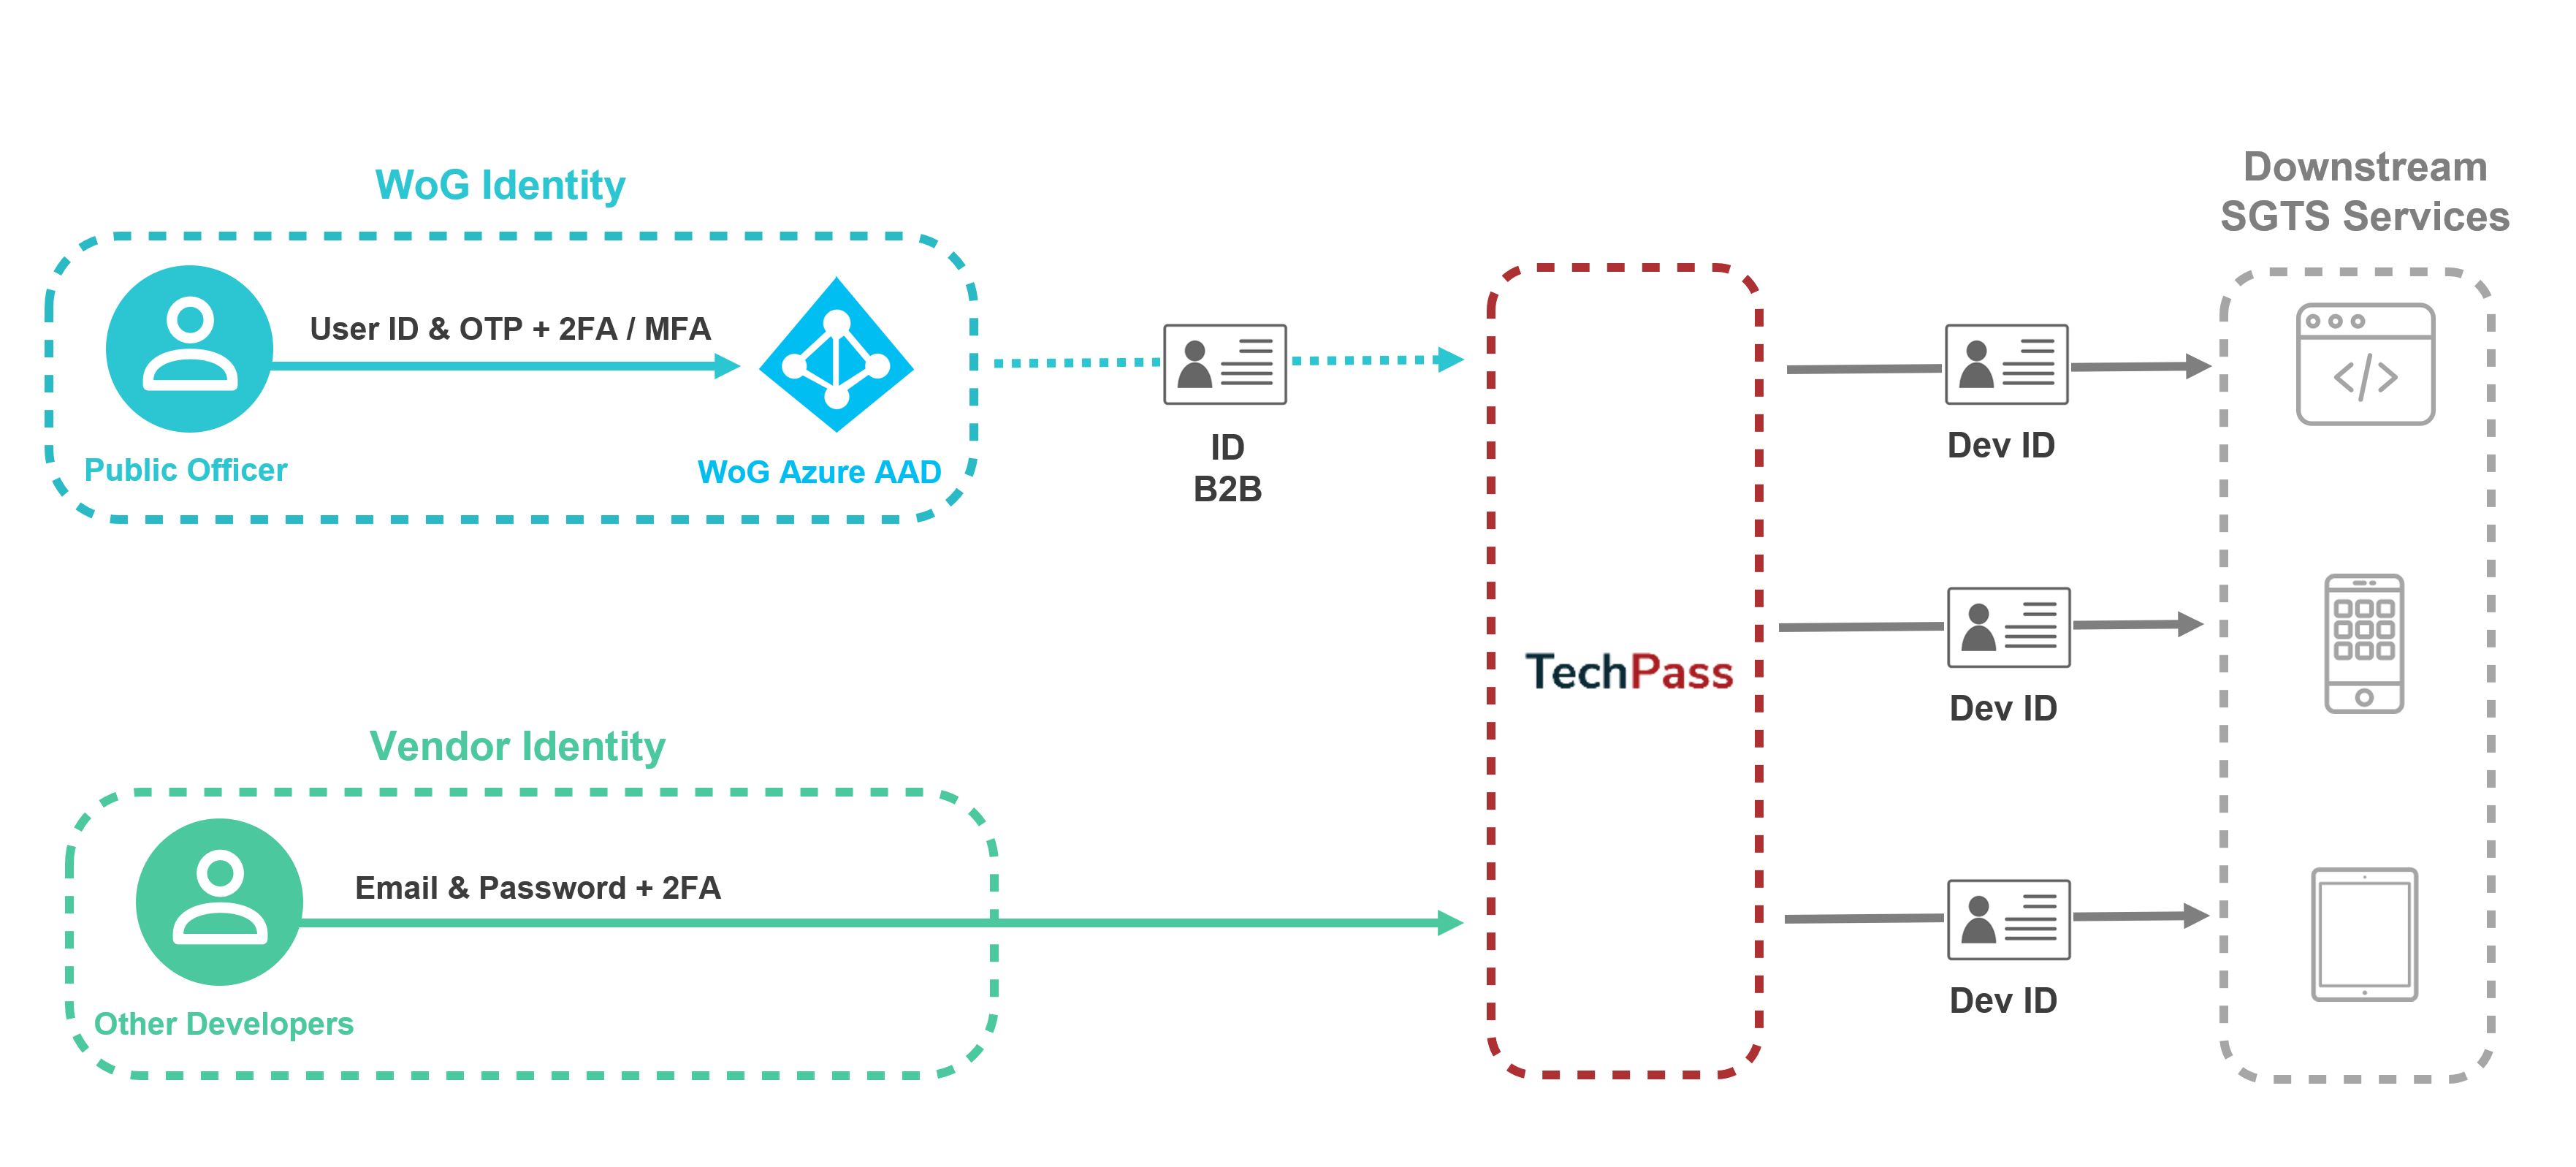 WoG Identity
User ID & OTP + 2FA / MFA
Public Officer
WoG Azure AAD
ID
B2B
Vendor Identity
Email & Password + 2FA
Other Developers
TechPass
Dev ID
Dev ID
Dev ID
Downstream
SGTS Services